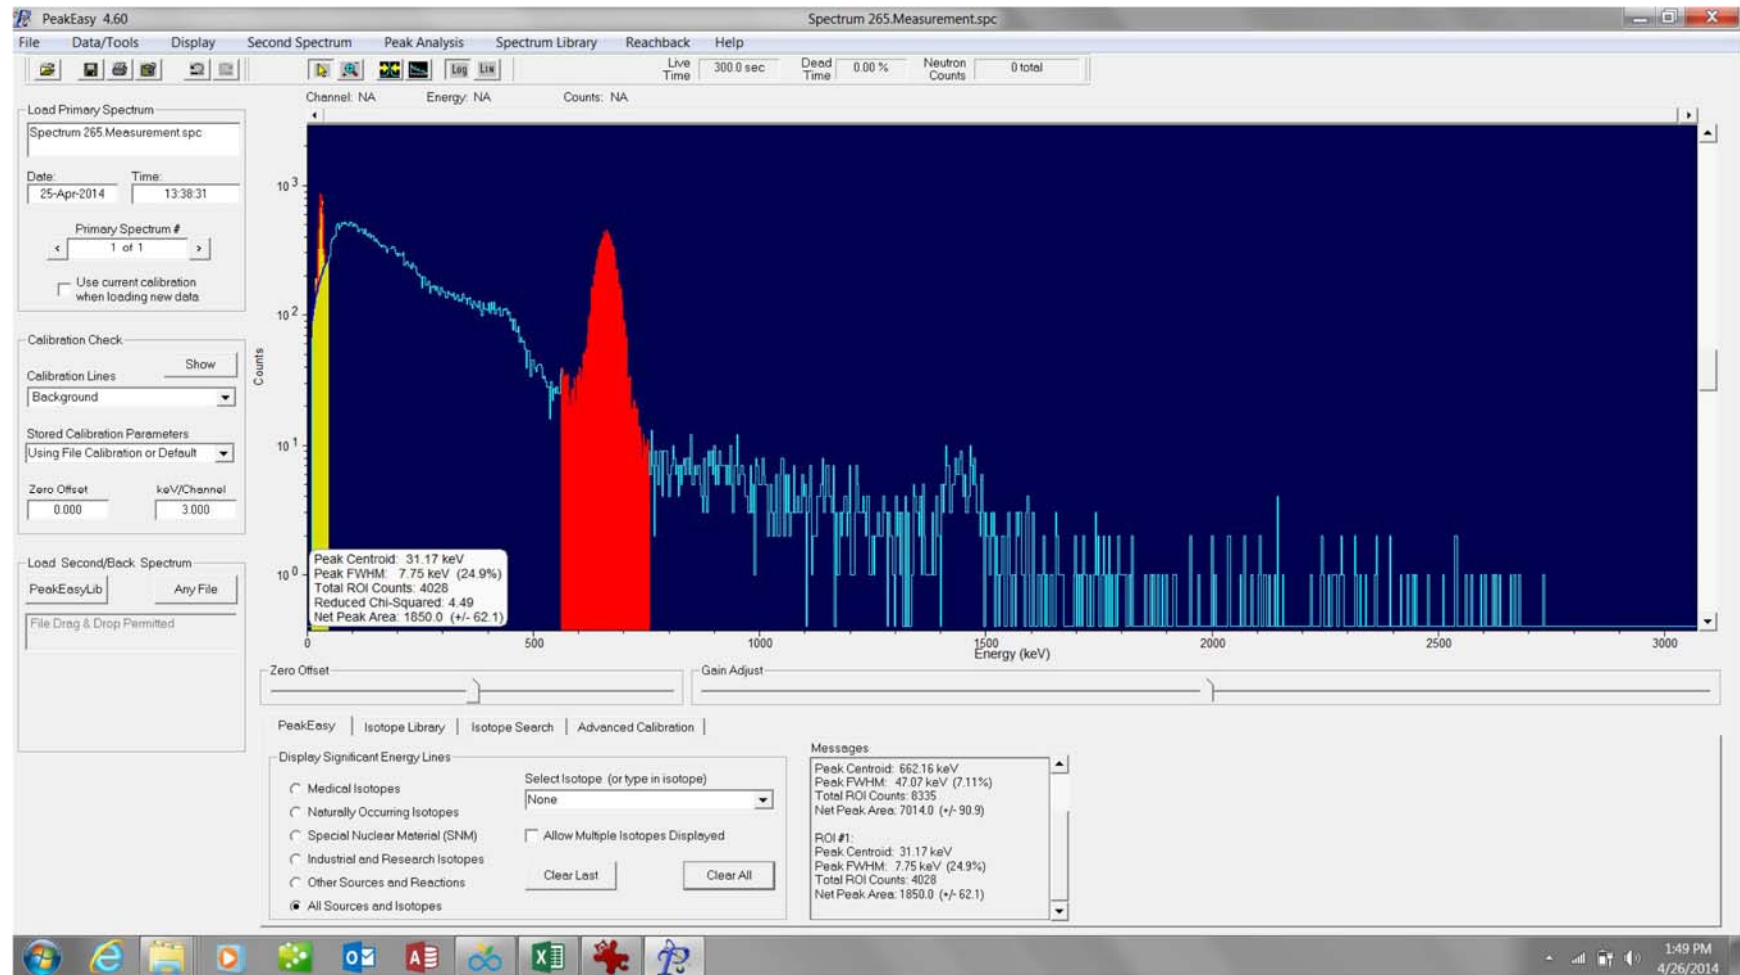 PeakEasy 4.60
Spectrum 265.Measurement.spc
File Data/Tools Display Second Spectrum Peak Analysis Spectrum Library Reachback Help
Log Lin
Live Time 300.0 sec Dead Time 0.00 % Neutron Counts 0 total
Channel: NA Energy: NA Counts: NA
Load Primary Spectrum
Spectrum 265.Measurement.spc
Date: Time:
25-Apr-2014 13:38:31
Primary Spectrum #
< 1 of 1 >
Use current calibration
when loading new data
Calibration Check
Show
Calibration Lines
Background
Stored Calibration Parameters
Using File Calibration or Default
Zero Offset keV/Channel
0.000 3.000
Load Second/Back Spectrum
PeakEasyLib Any File
File Drag & Drop Permitted
Counts
10 3
10 2
10 1
10 0
Peak Centroid: 31.17 keV
Peak FWHM: 7.75 keV (24.9%)
Total ROI Counts: 4028
Reduced Chi-Squared: 4.49
Net Peak Area: 1850.0 (+/- 62.1)
0 500 1000 1500 2000 2500 3000
Energy (keV)
Zero Offset Gain Adjust
PeakEasy Isotope Library Isotope Search Advanced Calibration
Display Significant Energy Lines
Medical Isotopes
Naturally Occurring Isotopes
Special Nuclear Material (SNM)
Industrial and Research Isotopes
Other Sources and Reactions
All Sources and Isotopes
Select Isotope (or type in isotope)
None
Allow Multiple Isotopes Displayed
Clear Last Clear All
Messages
Peak Centroid: 662.16 keV
Peak FWHM: 47.07 keV (7.11%)
Total ROI Counts: 8335
Net Peak Area: 7014.0 (+/- 90.9)
ROI #1:
Peak Centroid: 31.17 keV
Peak FWHM: 7.75 keV (24.9%)
Total ROI Counts: 4028
Net Peak Area: 1850.0 (+/- 62.1)
1:49 PM
4/26/2014